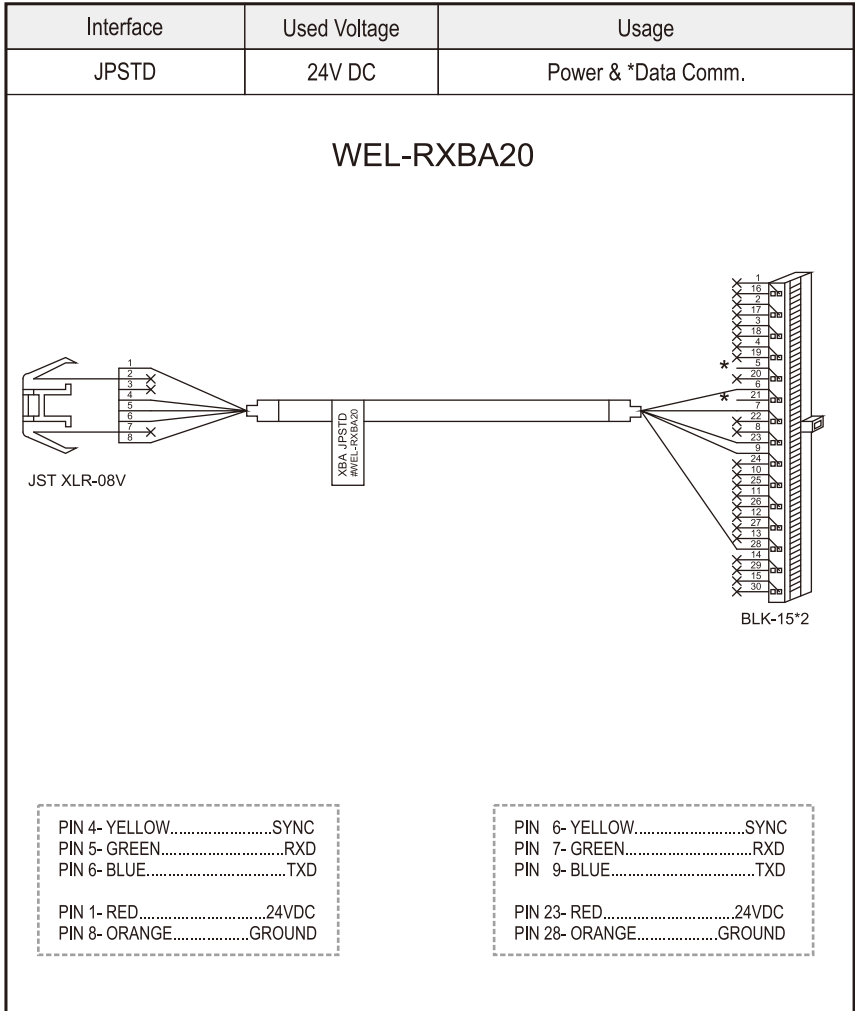 Interface Used Voltage Usage
JPSTD 24V DC Power & *Data Comm.
WEL-RXBA20
1
2
3
4
5
6
7
8
JST XLR-08V
XBA JPSTD
#WEL-RXBA20
1
16
2
17
3
18
4
19
* 5
20
6
* 21
7
22
8
23
9
24
10
25
11
26
12
27
13
28
14
29
15
30
BLK-15*2
PIN 4- YELLOW.......................SYNC
PIN 5- GREEN..........................RXD
PIN 6- BLUE..............................TXD
PIN 1- RED............................24VDC
PIN 8- ORANGE.................GROUND
PIN 6- YELLOW.........................SYNC
PIN 7- GREEN............................RXD
PIN 9- BLUE...............................TXD
PIN 23- RED.............................24VDC
PIN 28- ORANGE..................GROUND